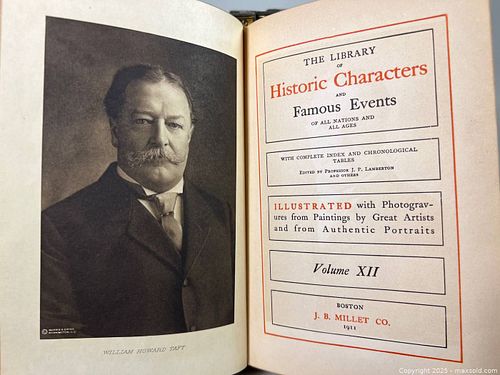 WILLIAM HOWARD TAFT
THE LIBRARY
OF
Historic Characters
AND
Famous Events
OF ALL NATIONS AND
ALL AGES
WITH COMPLETE INDEX AND CHRONOLOGICAL
TABLES
EDITED BY PROFESSOR J. P. LAMBERTON
AND OTHERS
ILLUSTRATED with Photograv-
ures from Paintings by Great Artists
and from Authentic Portraits
Volume XII
BOSTON
J. B. MILLET CO.
1911
Copyright 2025 - maxsold.com